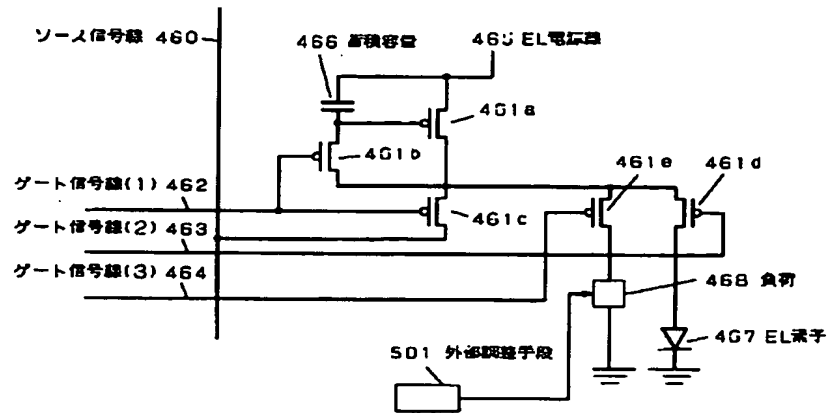 ソース信号線 460
466 蓄積容量
465 EL電源線
461a
461b
461e
461d
ゲート信号線(1) 462
461c
ゲート信号線(2) 463
ゲート信号線(3) 464
468 負荷
467 EL素子
501 外部調整手段